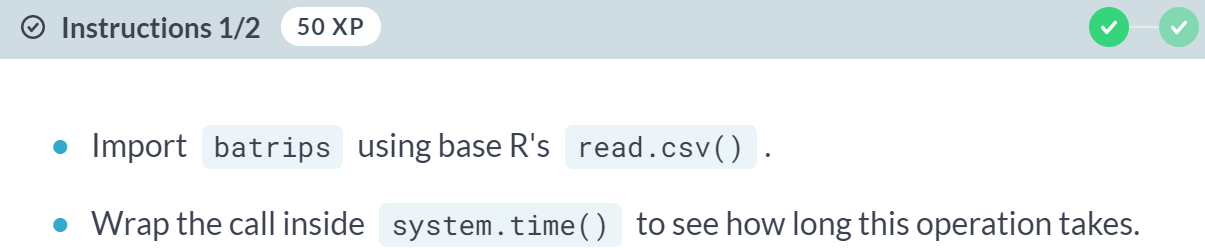 Instructions 1/2 50 XP
Import batrips using base R's read.csv() .
Wrap the call inside system.time() to see how long this operation takes.